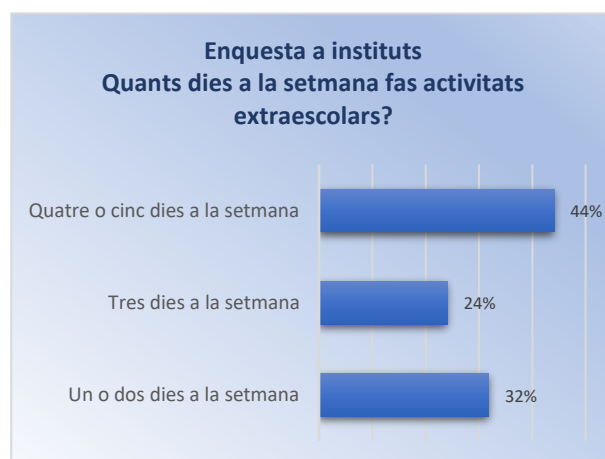 Enquesta a instituts
Quants dies a la setmana fas activitats
extraescolars?
Quatre o cinc dies a la setmana
44%
Tres dies a la setmana
24%
Un o dos dies a la setmana
32%